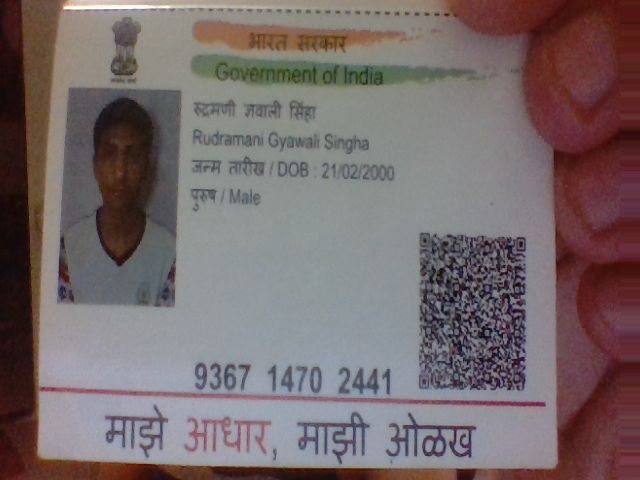 भारत सरकार
Government of India
रुद्रमणी ज्ञवाली सिंहा
Rudramani Gyawali Singha
जन्म तारीख / DOB : 21/02/2000
पुरुष / Male
9367 1470 2441
माझे आधार, माझी ओळख